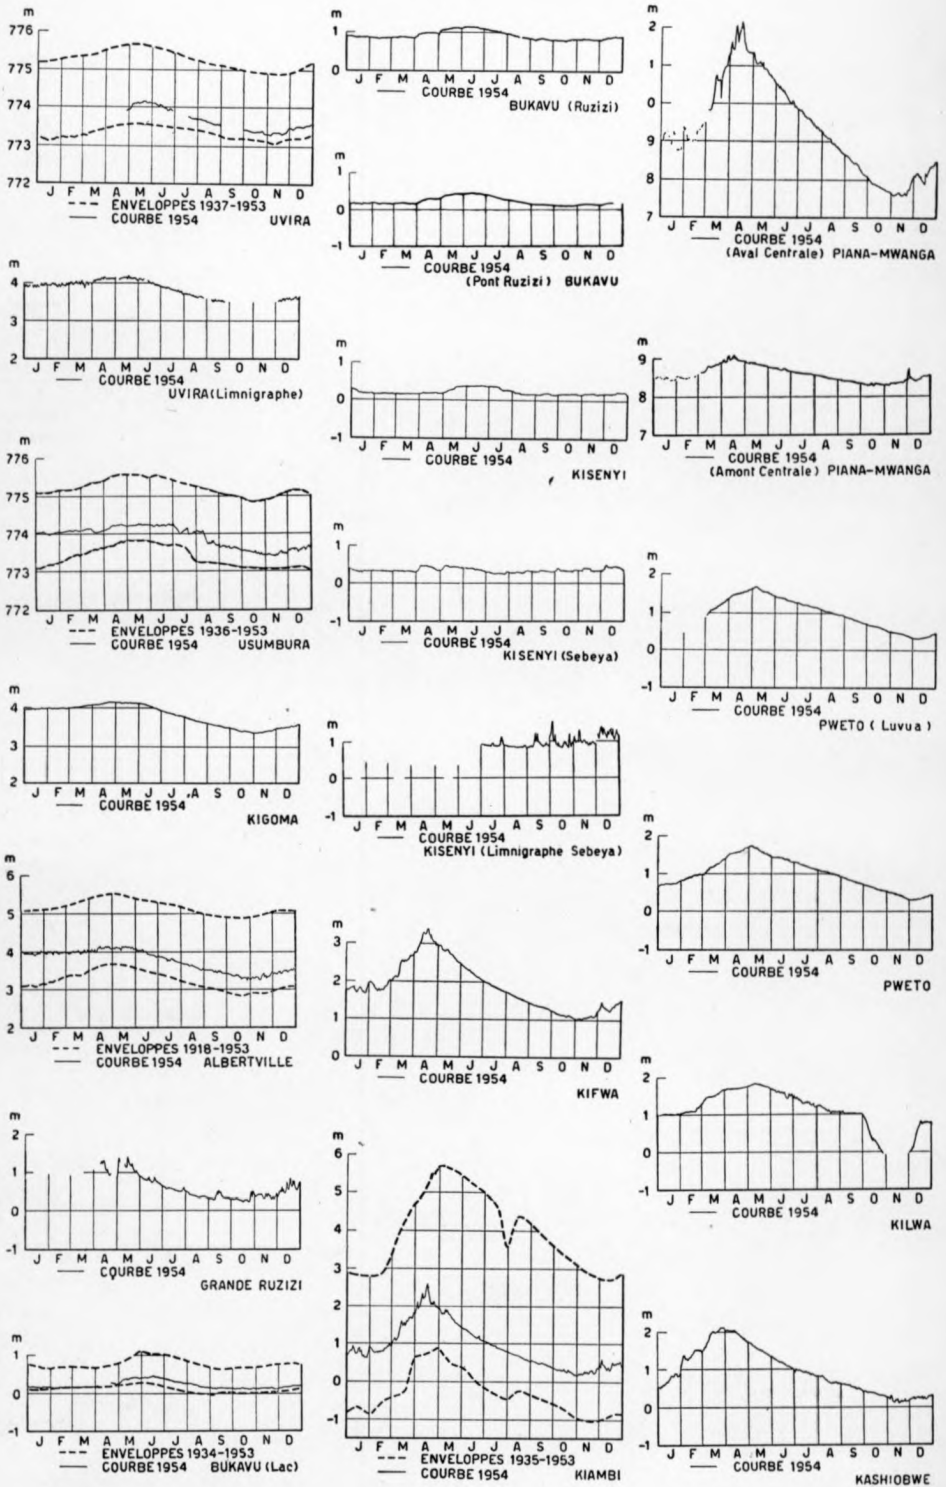 m
776
775
774
773
772
J F M A M J J A S O N D
--- ENVELOPPES 1937-1953
— COURBE 1954 UVIRA
m
4
3
2
J F M A M J J A S O N D
— COURBE 1954
UVIRA (Limnigraphe)
m
776
775
774
773
772
J F M A M J J A S O N D
--- ENVELOPPES 1936-1953
— COURBE 1954 USUMBURA
m
4
3
2
J F M A M J J A S O N D
— COURBE 1954
KIGOMA
m
6
5
4
3
2
J F M A M J J A S O N D
--- ENVELOPPES 1918-1953
— COURBE 1954 ALBERTVILLE
m
2
1
0
-1
J F M A M J J A S O N D
— COURBE 1954
GRANDE RUZIZI
m
1
0
-1
J F M A M J J A S O N D
--- ENVELOPPES 1934-1953
— COURBE 1954 BUKAVU (Lac)
m
1
0
J F M A M J J A S O N D
— COURBE 1954
BUKAVU (Ruzizi)
m
1
0
-1
J F M A M J J A S O N D
— COURBE 1954
(Pont Ruzizi) BUKAVU
m
1
0
-1
J F M A M J J A S O N D
— COURBE 1954
KISENYI
m
1
0
-1
J F M A M J J A S O N D
— COURBE 1954
KISENYI (Sebeya)
m
1
0
-1
J F M A M J J A S O N D
— COURBE 1954
KISENYI (Limnigraphe Sebeya)
m
3
2
1
0
J F M A M J J A S O N D
— COURBE 1954
KIFWA
m
6
5
4
3
2
1
0
-1
J F M A M J J A S O N D
--- ENVELOPPES 1935-1953
— COURBE 1954 KIAMBI
m
2
1
0
9
8
7
J F M A M J J A S O N D
— COURBE 1954
(Aval Centrale) PIANA-MWANGA
m
9
8
7
J F M A M J J A S O N D
— COURBE 1954
(Amont Centrale) PIANA-MWANGA
m
2
1
0
-1
J F M A M J J A S O N D
— COURBE 1954
PWETO (Luvua)
m
2
1
0
-1
J F M A M J J A S O N D
— COURBE 1954
PWETO
m
2
1
0
-1
J F M A M J J A S O N D
— COURBE 1954
KILWA
m
2
1
0
-1
J F M A M J J A S O N D
— COURBE 1954
KASHIOBWE